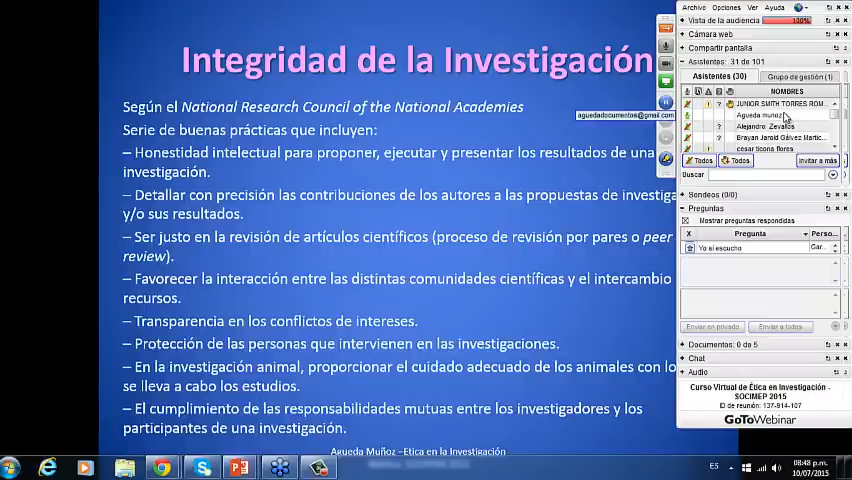 Integridad de la Investigación
Según el National Research Council of the National Academies
Serie de buenas prácticas que incluyen:
– Honestidad intelectual para proponer, ejecutar y presentar los resultados de una
investigación.
– Detallar con precisión las contribuciones de los autores a las propuestas de investiga
y/o sus resultados.
– Ser justo en la revisión de artículos científicos (proceso de revisión por pares o peer
review).
– Favorecer la interacción entre las distintas comunidades científicas y el intercambio
recursos.
– Transparencia en los conflictos de intereses.
– Protección de las personas que intervienen en las investigaciones.
– En la investigación animal, proporcionar el cuidado adecuado de los animales con lo
se lleva a cabo los estudios.
– El cumplimiento de las responsabilidades mutuas entre los investigadores y los
participantes de una investigación.
Agueda Muñoz –Etica en la Investigación
aguedadocumentos@gmail.com
Archivo Opciones Ver Ayuda
Vista de la audiencia 100%
Cámara web
Compartir pantalla
Asistentes: 31 de 101
Asistentes (30) Grupo de gestión (1)
NOMBRES
JUNIOR SMITH TORRES ROM...
Agueda munoz
Alejandro Zevallos
Brayan Jarold Gálvez Martic...
césar ticona flores
Todos Todos Invitar a más
Buscar
Sondeos (0/0)
Preguntas
Mostrar preguntas respondidas
X Pregunta Perso...
Yo si escucho Gar...
Enviar en privado Enviar a todos
Documentos: 0 de 5
Chat
Audio
Curso Virtual de Ética en Investigación -
SOCIMEP 2015
ID de reunión: 137-914-107
GoToWebinar
ES 08:48 p.m.
10/07/2015